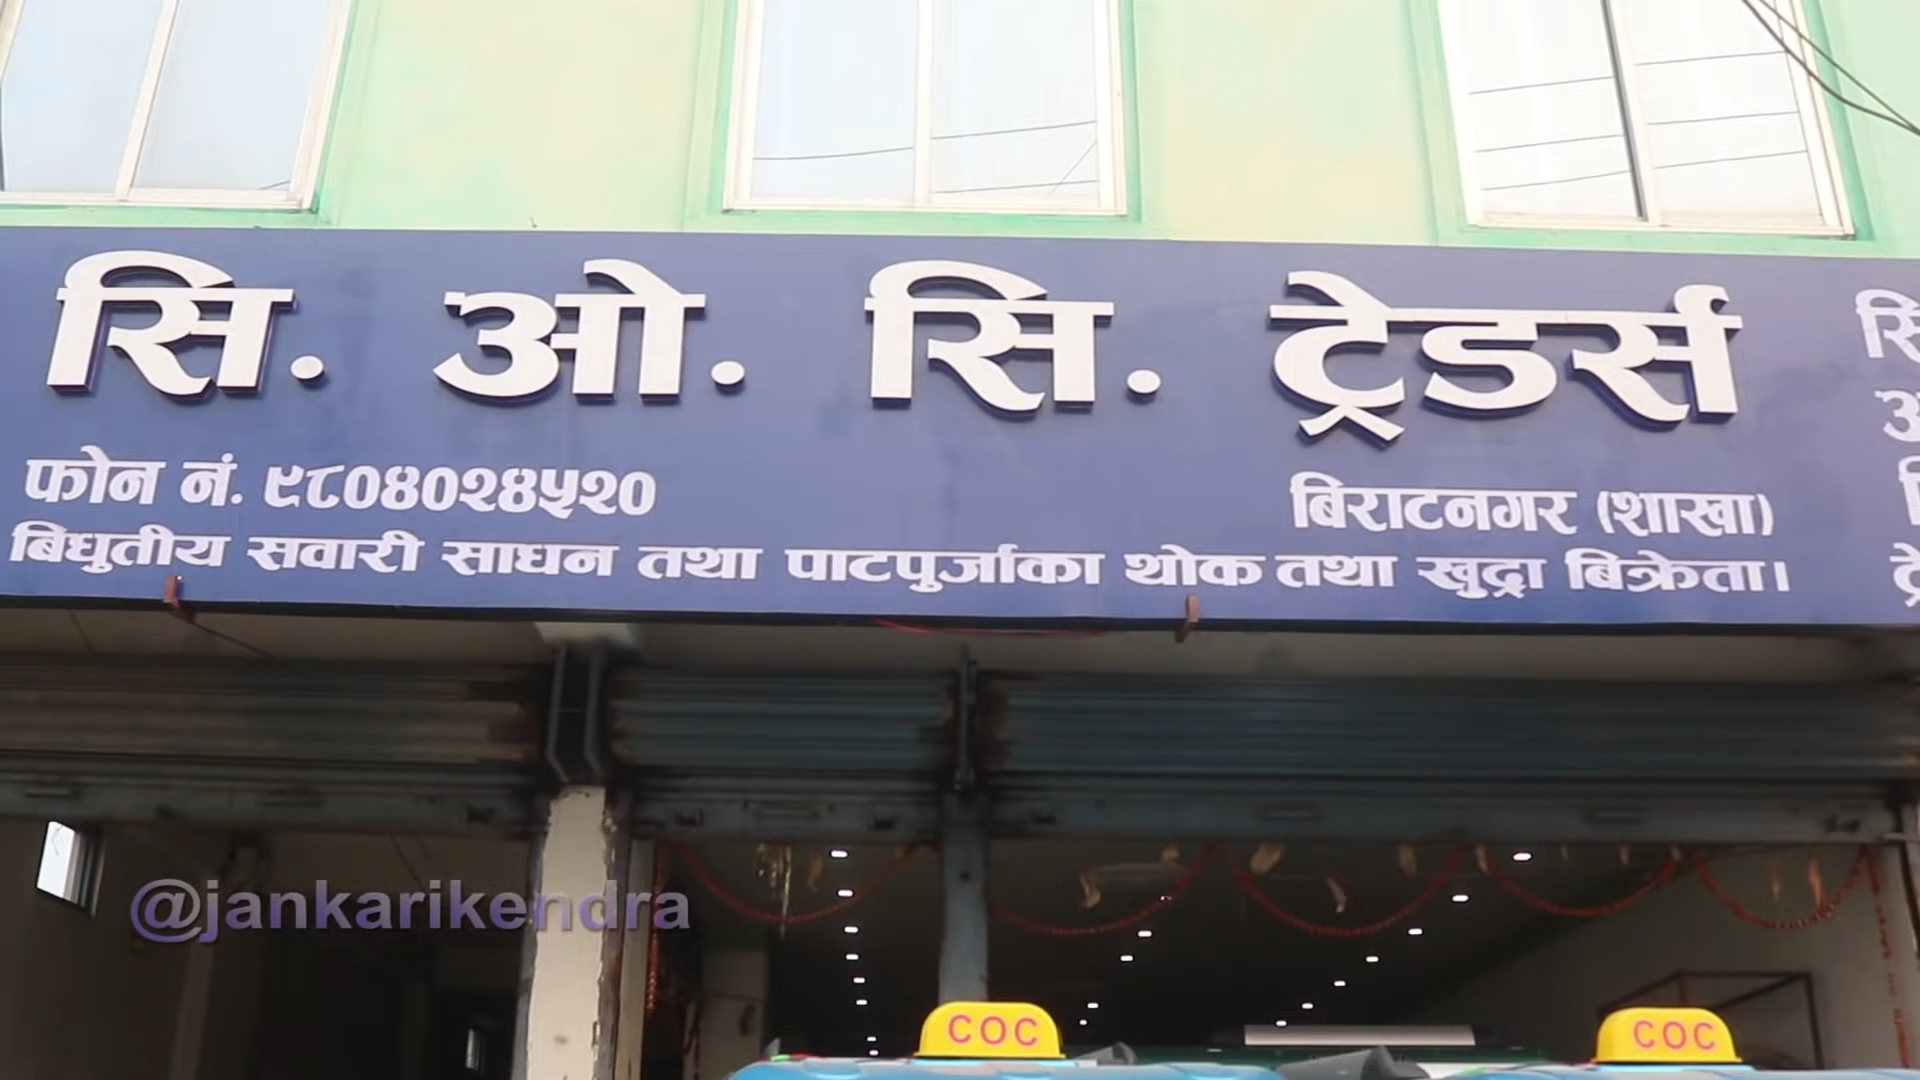 सि. ओ. सि. ट्रेडर्स
फोन नं. ९८०४०२४५२०
बिराटनगर (शाखा)
बिधुतीय सवारी साधन तथा पाटपुर्जाका थोक तथा खुद्रा बिक्रेता।
@jankarikendra
COC
COC